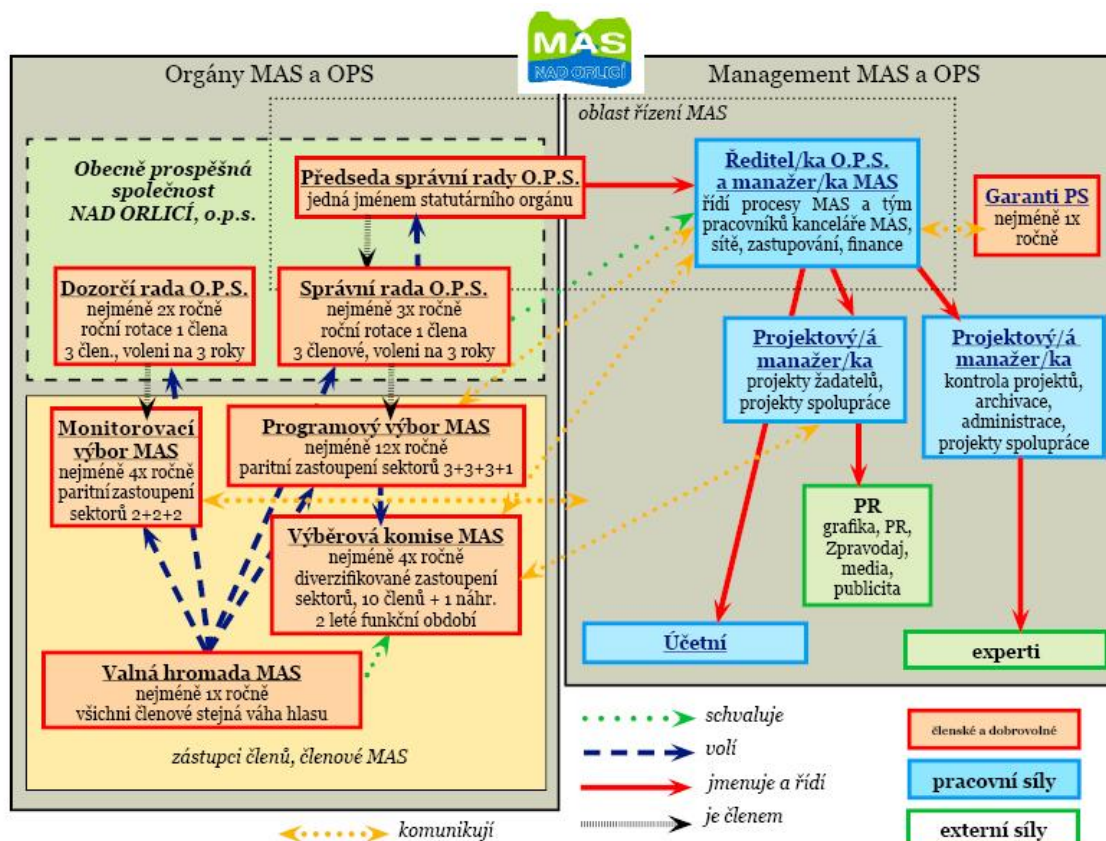 MAS
NAD ORLICÍ
Orgány MAS a OPS
Management MAS a OPS
oblast řízení MAS
Obecně prospěšná
společnost
NAD ORLICÍ, o.p.s.
Předseda správní rady O.P.S.
jedná jménem statutárního orgánu
Ředitel/ka O.P.S.
a manažer/ka MAS
řídí procesy MAS a tým
pracovníků kanceláře MAS,
sítě, zastupování, finance
Garanti PS
nejméně 1x
ročně
Dozorčí rada O.P.S.
nejméně 2x ročně
roční rotace 1 člena
3 člen., voleni na 3 roky
Správní rada O.P.S.
nejméně 3x ročně
roční rotace 1 člena
3 členové, voleni na 3 roky
Projektový/á
manažer/ka
projekty žadatelů,
projekty spolupráce
Projektový/á
manažer/ka
kontrola projektů,
archivace,
administrace,
projekty spolupráce
Monitorovací
výbor MAS
nejméně 4x ročně
paritní zastoupení
sektorů 2+2+2
Programový výbor MAS
nejméně 12x ročně
paritní zastoupení sektorů 3+3+3+1
Výběrová komise MAS
nejméně 4x ročně
diverzifikované zastoupení
sektorů, 10 členů + 1 náhr.
2 leté funkční období
PR
grafika, PR,
Zpravodaj,
media,
publicita
Účetní
experti
Valná hromada MAS
nejméně 1x ročně
všichni členové stejná váha hlasu
zástupci členů, členové MAS
schvaluje
volí
jmenuje a řídí
je členem
komunikují
členské a dobrovolné
pracovní síly
externí síly